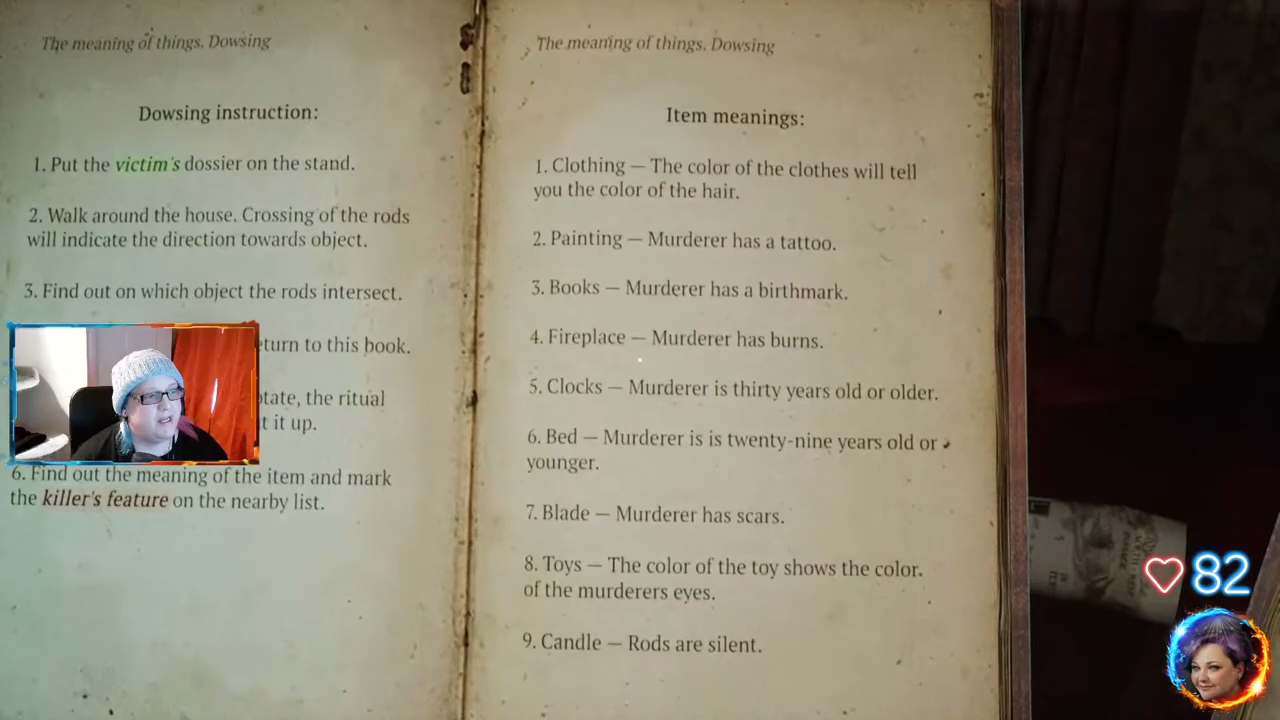 The meaning of things. Dowsing
Dowsing instruction:
1. Put the victim's dossier on the stand.
2. Walk around the house. Crossing of the rods
will indicate the direction towards object.
3. Find out on which object the rods intersect.
to this book.
the ritual
it up.
6. Find out the meaning of the item and mark
the killer's feature on the nearby list.
The meaning of things. Dowsing
Item meanings:
1. Clothing — The color of the clothes will tell
you the color of the hair.
2. Painting — Murderer has a tattoo.
3. Books — Murderer has a birthmark.
4. Fireplace — Murderer has burns.
5. Clocks — Murderer is thirty years old or older.
6. Bed — Murderer is is twenty-nine years old or
younger.
7. Blade — Murderer has scars.
8. Toys — The color of the toy shows the color.
of the murderers eyes.
9. Candle — Rods are silent.
82